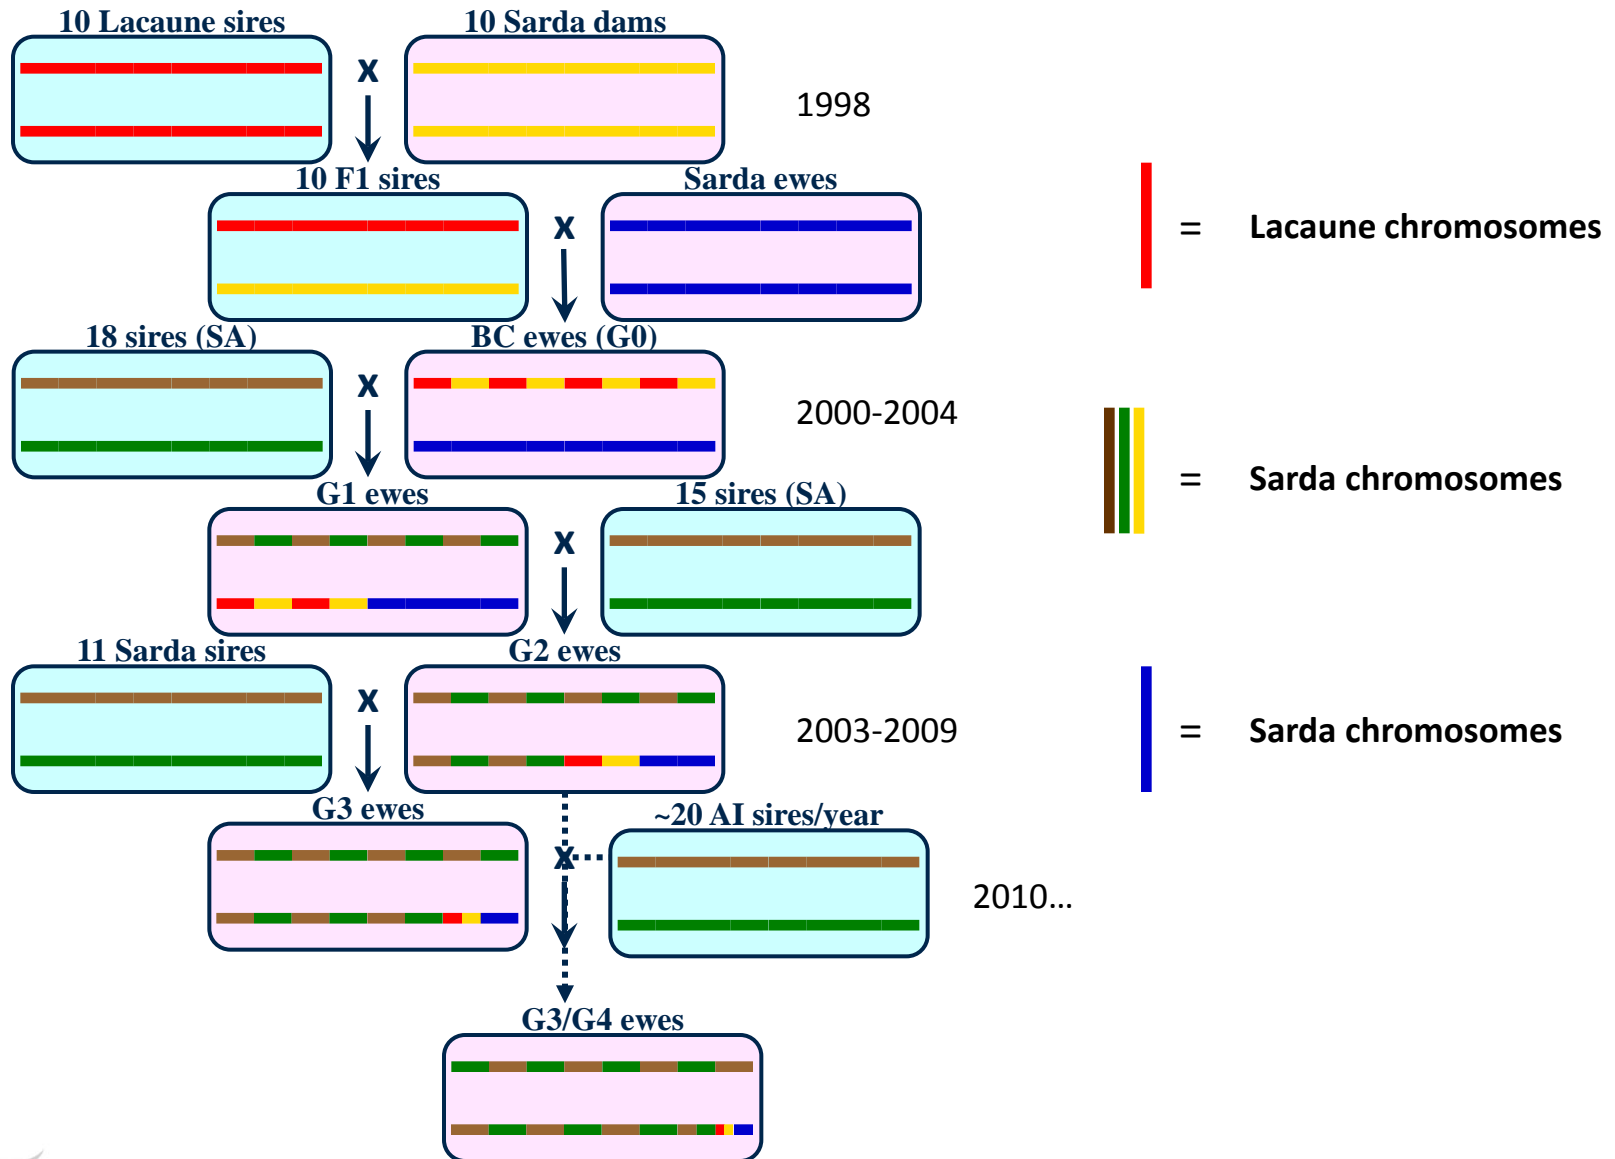 10 Lacaune sires
10 Sarda dams
x
1998
10 F1 sires
Sarda ewes
x
= Lacaune chromosomes
18 sires (SA)
BC ewes (G0)
x
2000-2004
= Sarda chromosomes
G1 ewes
15 sires (SA)
x
11 Sarda sires
G2 ewes
x
2003-2009
= Sarda chromosomes
G3 ewes
~20 AI sires/year
x
2010...
G3/G4 ewes